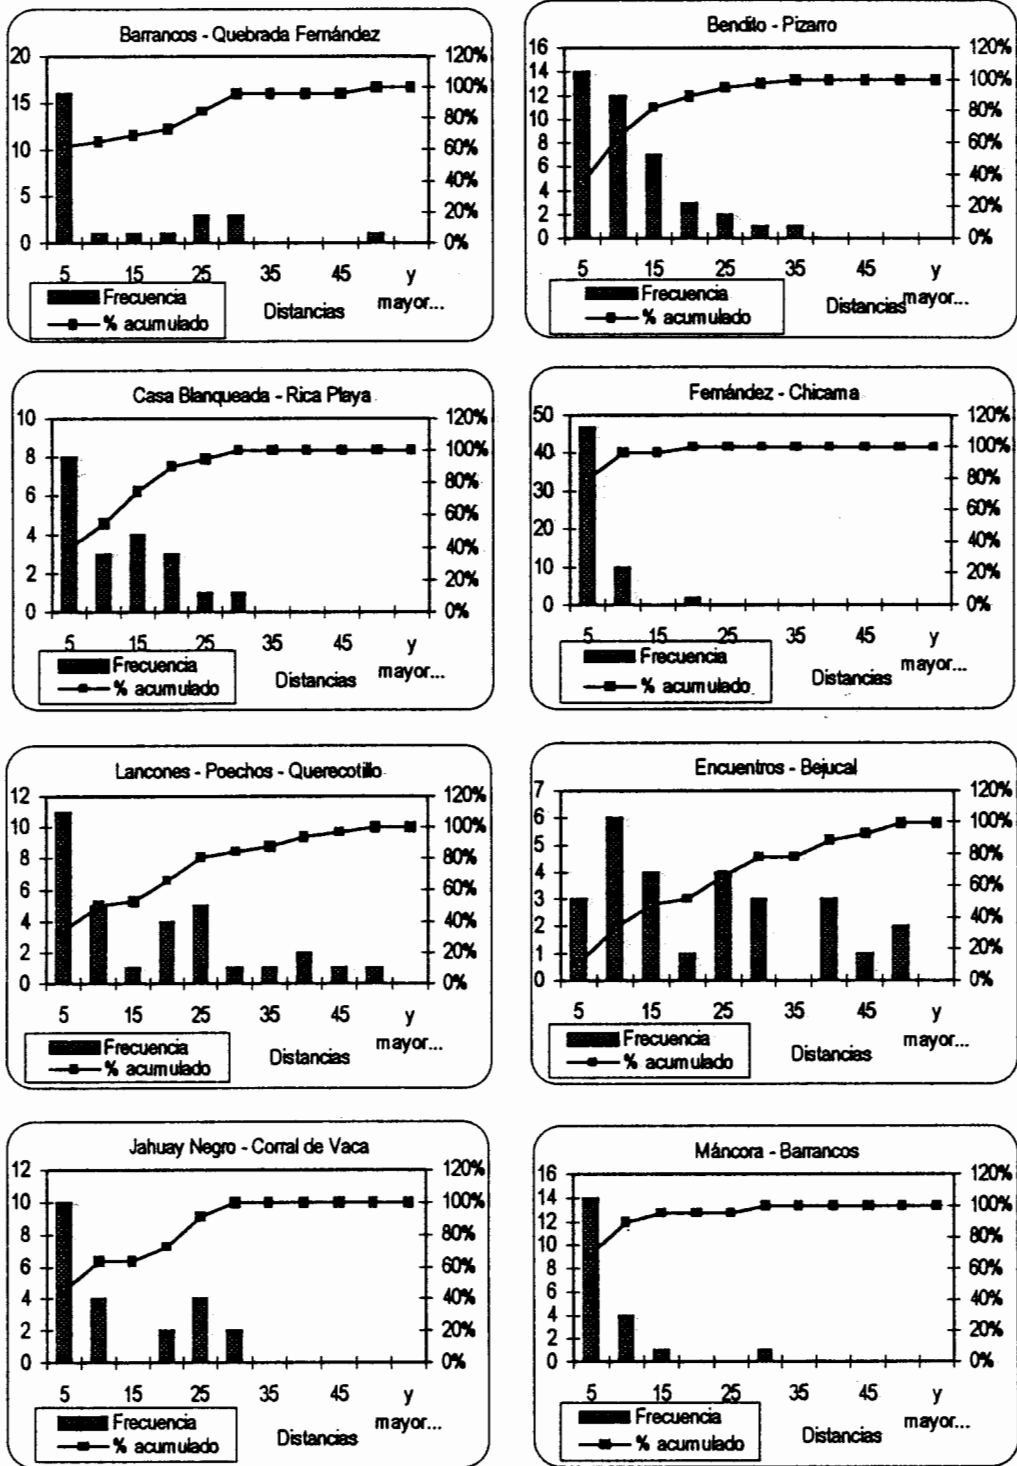 Barrancos - Quebrada Fernández
20
15
10
5
0
120%
100%
80%
60%
40%
20%
0%
5 15 25 35 45 y mayor...
Frecuencia
% acumulado
Distancias
Bendito - Pizarro
16
14
12
10
8
6
4
2
0
120%
100%
80%
60%
40%
20%
0%
5 15 25 35 45 y mayor...
Frecuencia
% acumulado
Distancias
Casa Blanqueada - Rica Playa
10
8
6
4
2
0
120%
100%
80%
60%
40%
20%
0%
5 15 25 35 45 y mayor...
Frecuencia
% acumulado
Distancias
Fernández - Chicama
50
40
30
20
10
0
120%
100%
80%
60%
40%
20%
0%
5 15 25 35 45 y mayor...
Frecuencia
% acumulado
Distancias
Lancones - Poechos - Querecotillo
12
10
8
6
4
2
0
120%
100%
80%
60%
40%
20%
0%
5 15 25 35 45 y mayor...
Frecuencia
% acumulado
Distancias
Encuentros - Bejucal
7
6
5
4
3
2
1
0
120%
100%
80%
60%
40%
20%
0%
5 15 25 35 45 y mayor...
Frecuencia
% acumulado
Distancias
Jahuay Negro - Corral de Vaca
12
10
8
6
4
2
0
120%
100%
80%
60%
40%
20%
0%
5 15 25 35 45 y mayor...
Frecuencia
% acumulado
Distancias
Máncora - Barrancos
16
14
12
10
8
6
4
2
0
120%
100%
80%
60%
40%
20%
0%
5 15 25 35 45 y mayor...
Frecuencia
% acumulado
Distancias